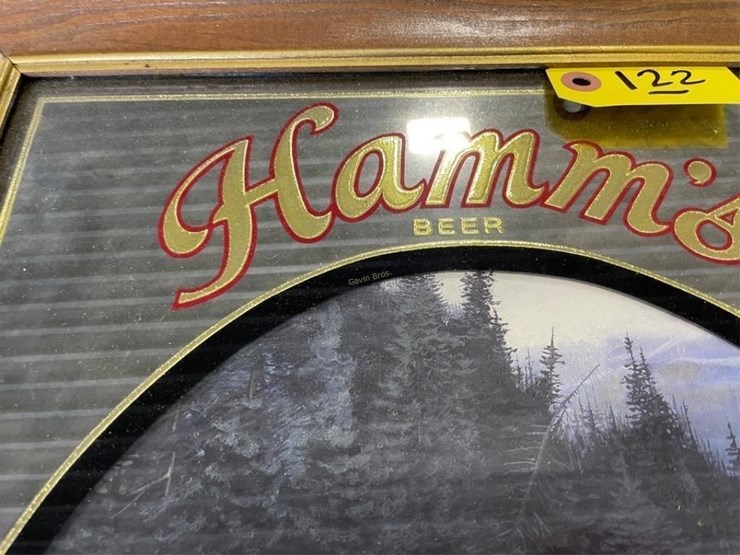 122
Hamm's
BEER
Gavin Bros.